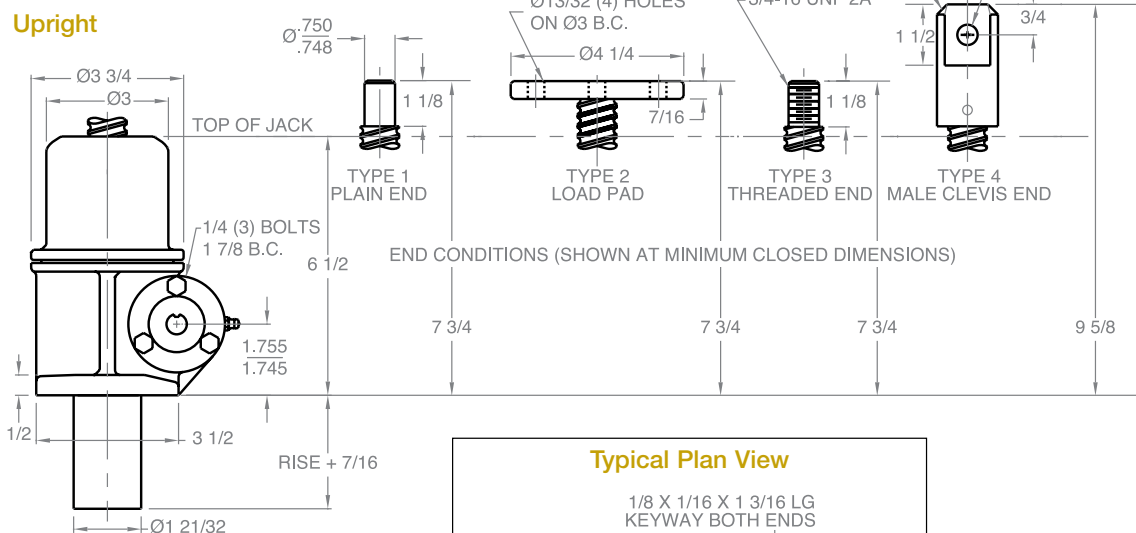 Upright
Ø13/32 (4) HOLES
ON Ø3 B.C.
3/4-16 UNF 2A
Ø.750
.748
Ø4 1/4
1 1/2
3/4
Ø3 3/4
Ø3
1 1/8
7/16
1 1/8
TOP OF JACK
TYPE 1
PLAIN END
TYPE 2
LOAD PAD
TYPE 3
THREADED END
TYPE 4
MALE CLEVIS END
1/4 (3) BOLTS
1 7/8 B.C.
6 1/2
END CONDITIONS (SHOWN AT MINIMUM CLOSED DIMENSIONS)
7 3/4
7 3/4
7 3/4
9 5/8
1.755
1.745
1/2
3 1/2
RISE + 7/16
Ø1 21/32
Typical Plan View
1/8 X 1/16 X 1 3/16 LG
KEYWAY BOTH ENDS